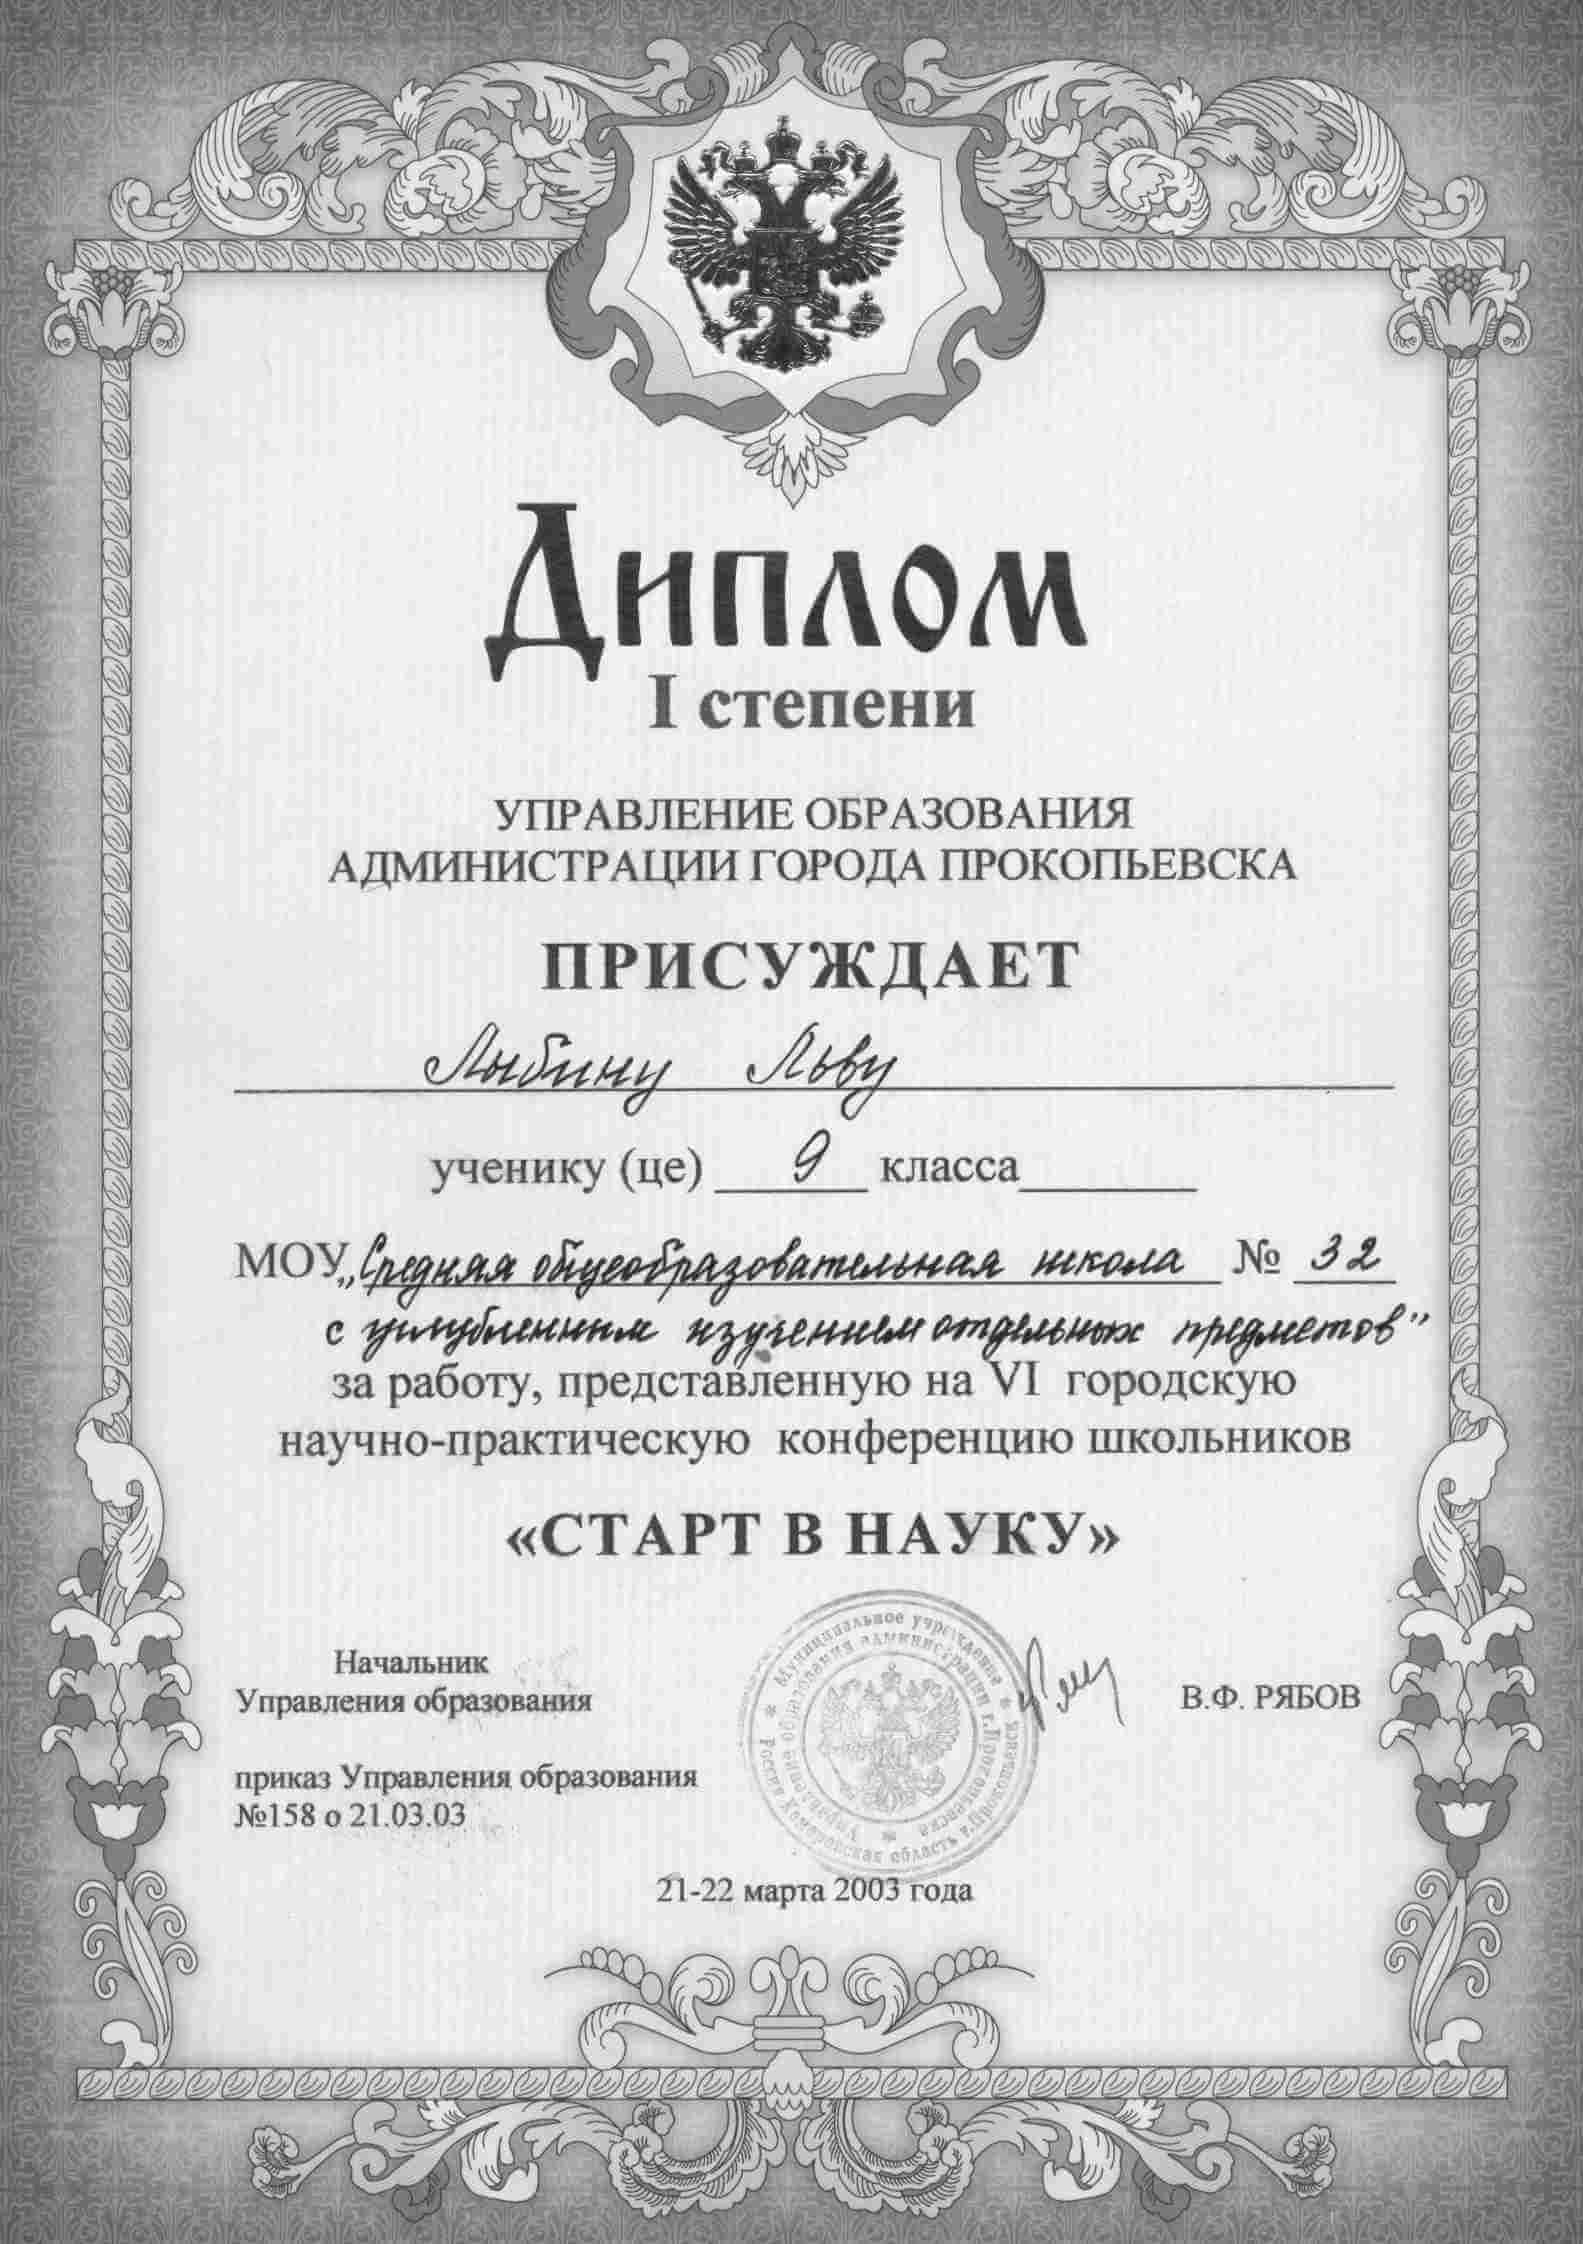 Диплом
I степени
УПРАВЛЕНИЕ ОБРАЗОВАНИЯ
АДМИНИСТРАЦИИ ГОРОДА ПРОКОПЬЕВСКА
ПРИСУЖДАЕТ
Лыбину Льву
ученику (це) 9 класса
МОУ „Средняя общеобразовательная школа № 32
с углубленным изучением отдельных предметов"
за работу, представленную на VI городскую
научно-практическую конференцию школьников
«СТАРТ В НАУКУ»
Начальник
Управления образования
В.Ф. РЯБОВ
приказ Управления образования
№158 о 21.03.03
Россия Кемеровская область г.Прокопьевск * Муниципальное учреждение *
Управление образования администрации г.Прокопьевска *
21-22 марта 2003 года